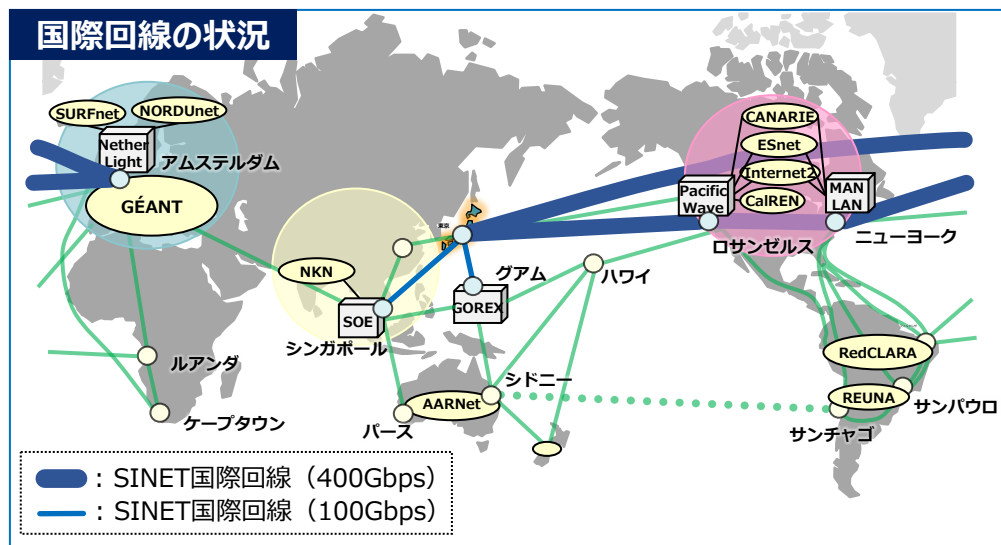 国際回線の状況
SURFnet
NORDUnet
Nether
Light
アムステルダム
GÉANT
NKN
SOE
シンガポール
東京
グアム
GOREX
ハワイ
CANARIE
ESnet
Internet2
CalREN
Pacific
Wave
MAN
LAN
ロサンゼルス
ニューヨーク
ルアンダ
ケープタウン
パース
AARNet
シドニー
RedCLARA
REUNA
サンパウロ
サンチャゴ
: SINET国際回線（400Gbps）
: SINET国際回線（100Gbps）